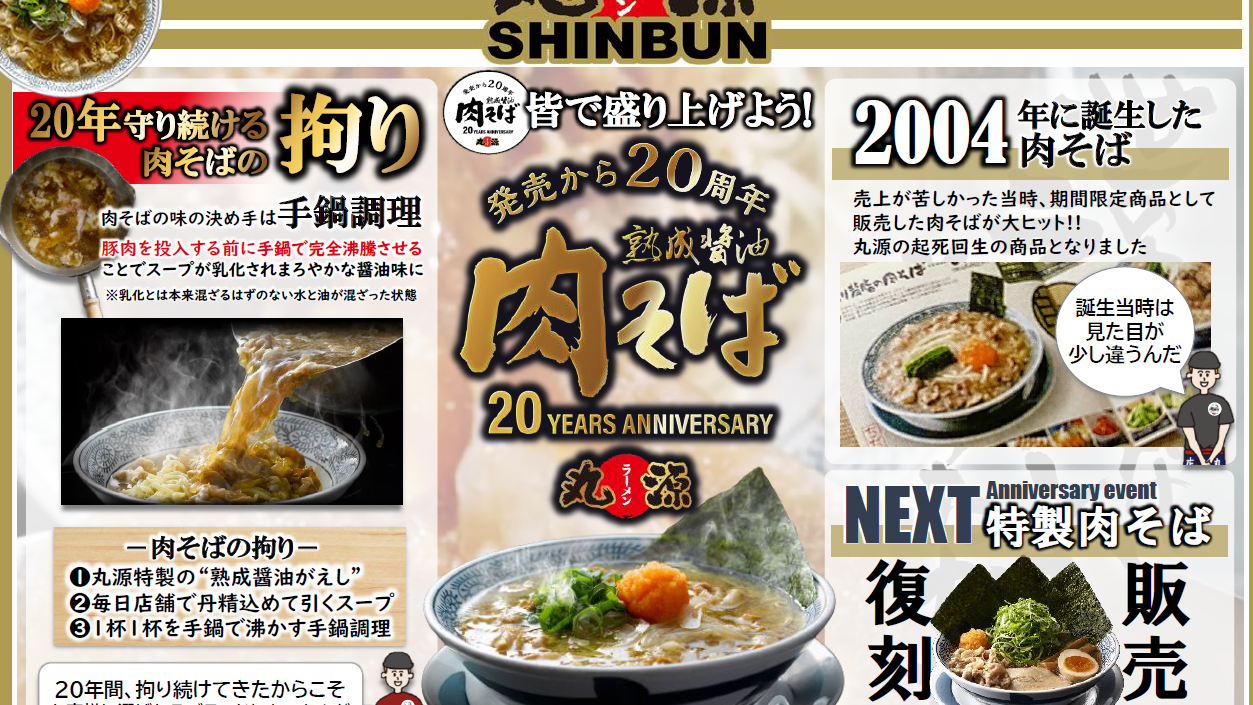 丸源
ラーメン
SHINBUN
20年守り続ける
肉そばの
拘り
肉そばの味の決め手は手鍋調理
豚肉を投入する前に手鍋で完全沸騰させる
ことでスープが乳化されまろやかな醤油味に
※乳化とは本来混ざるはずのない水と油が混ざった状態
ー肉そばの拘りー
❶丸源特製の“熟成醤油がえし”
❷毎日店舗で丹精込めて引くスープ
❸1杯1杯を手鍋で沸かす手鍋調理
20年間、拘り続けてきたからこそ
発売から20周年
熟成醤油
肉そば
20 YEARS ANNIVERSARY
丸源
皆で盛り上げよう!
発売から20周年
熟成醬油
肉そば
20 YEARS ANNIVERSARY
丸源
ラーメン
2004
年に誕生した
肉そば
売上が苦しかった当時、期間限定商品として
販売した肉そばが大ヒット!!
丸源の起死回生の商品となりました
誕生当時は
見た目が
少し違うんだ
NEXT
Anniversary event
特製肉そば
復刻
販売